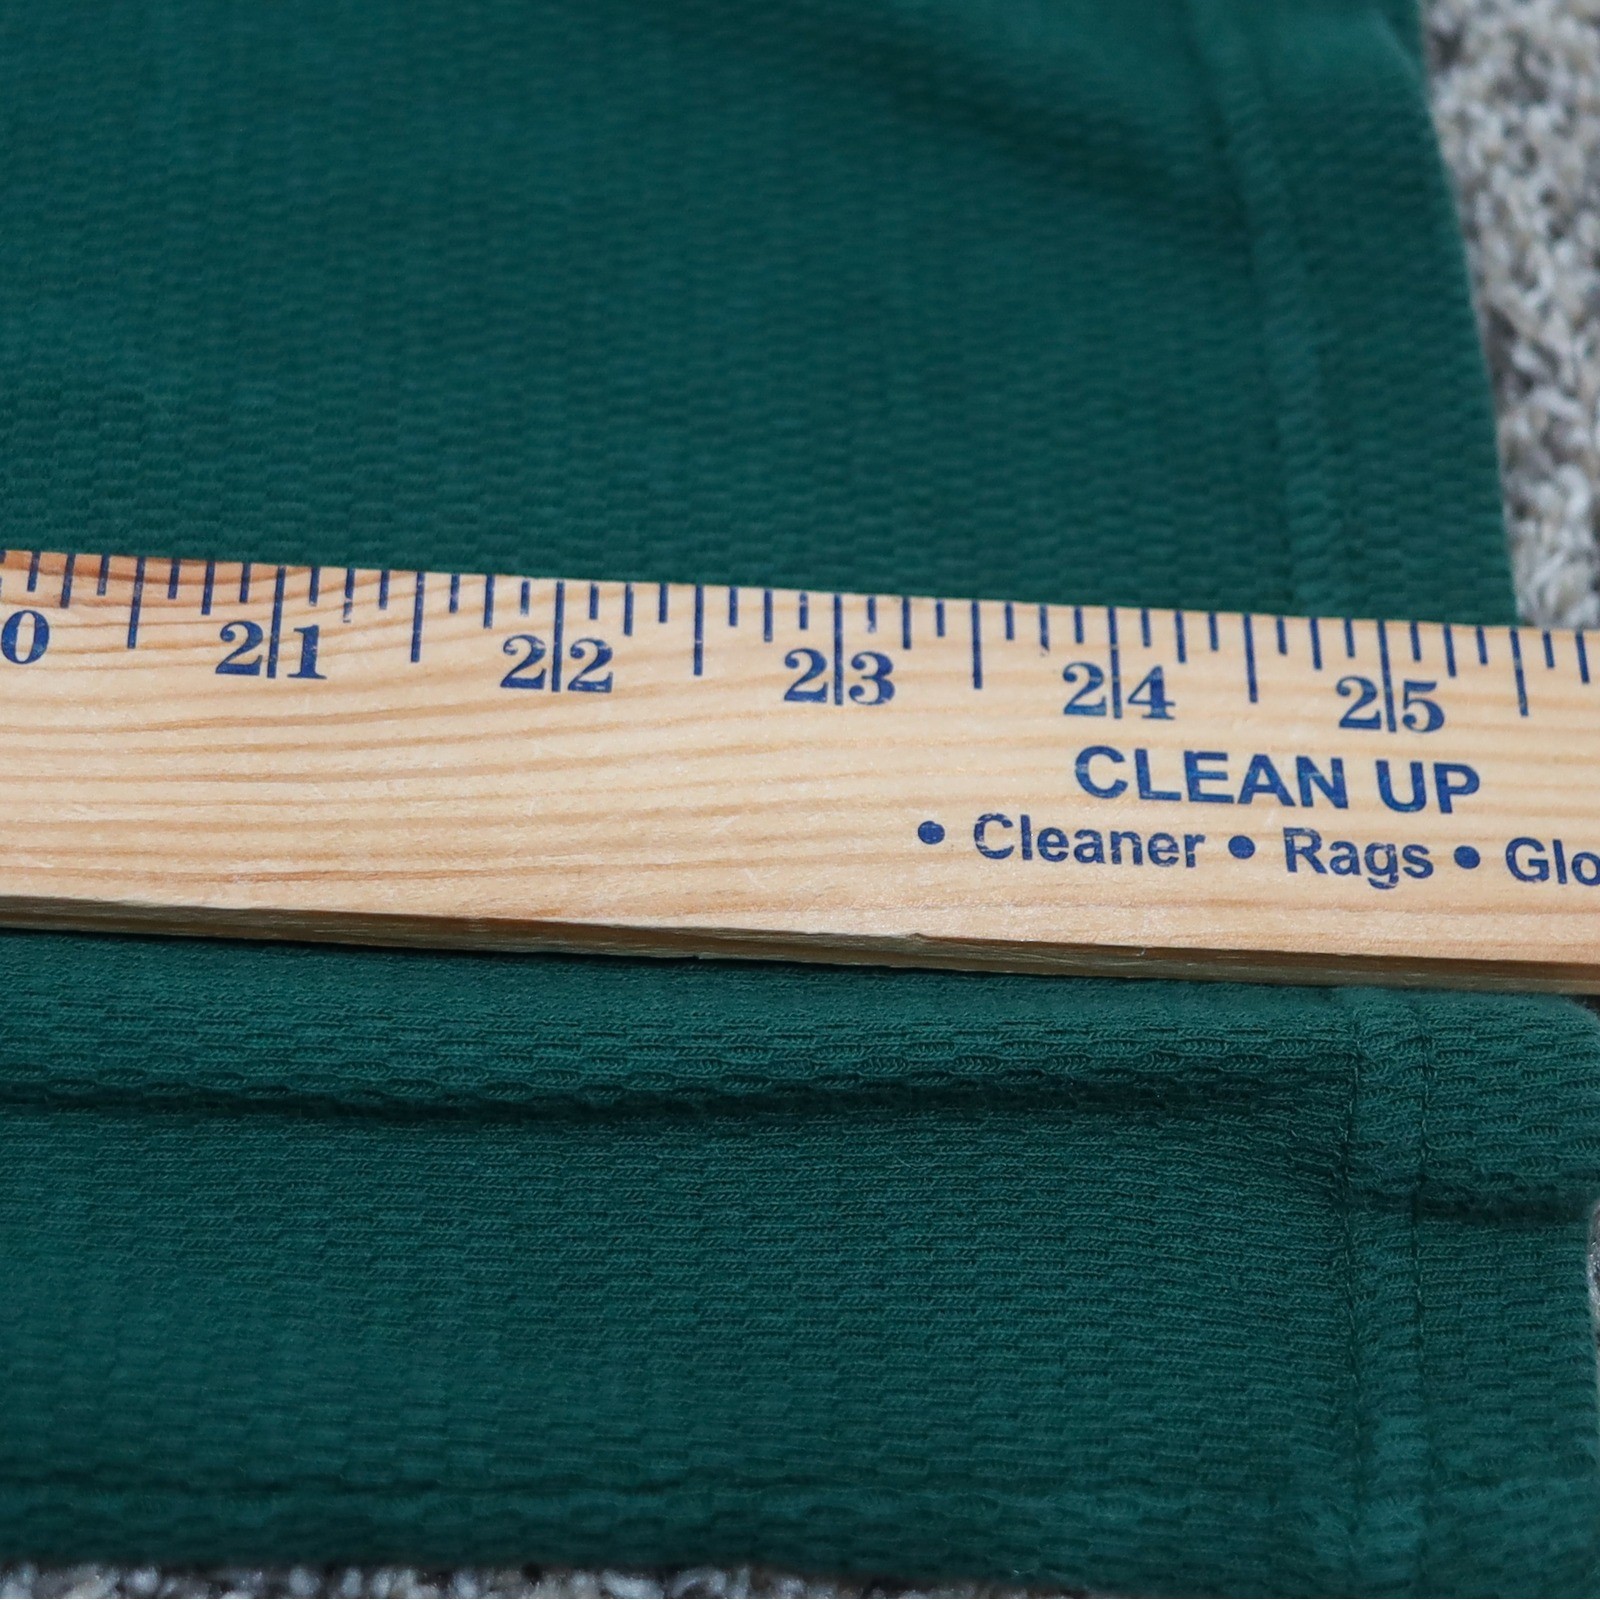 0 21 22 23 24 25
CLEAN UP
• Cleaner • Rags • Glo